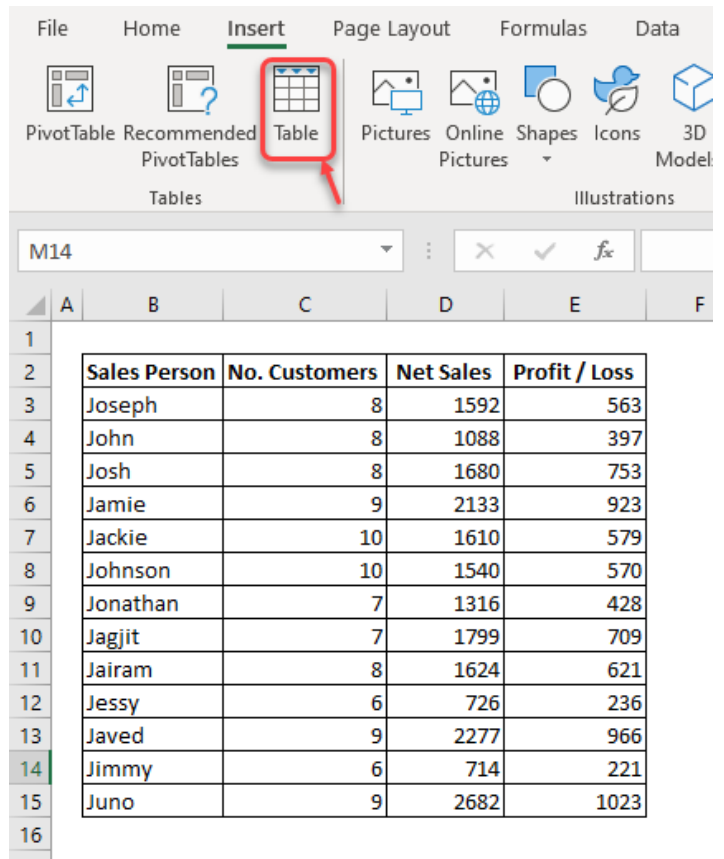 File Home Insert Page Layout Formulas Data
PivotTable Recommended Table Pictures Online Shapes Icons 3D
PivotTables Pictures Models
Tables Illustrations
M14 fx
A B C D E F
1
2 Sales Person No. Customers Net Sales Profit / Loss
3 Joseph 8 1592 563
4 John 8 1088 397
5 Josh 8 1680 753
6 Jamie 9 2133 923
7 Jackie 10 1610 579
8 Johnson 10 1540 570
9 Jonathan 7 1316 428
10 Jagjit 7 1799 709
11 Jairam 8 1624 621
12 Jessy 6 726 236
13 Javed 9 2277 966
14 Jimmy 6 714 221
15 Juno 9 2682 1023
16